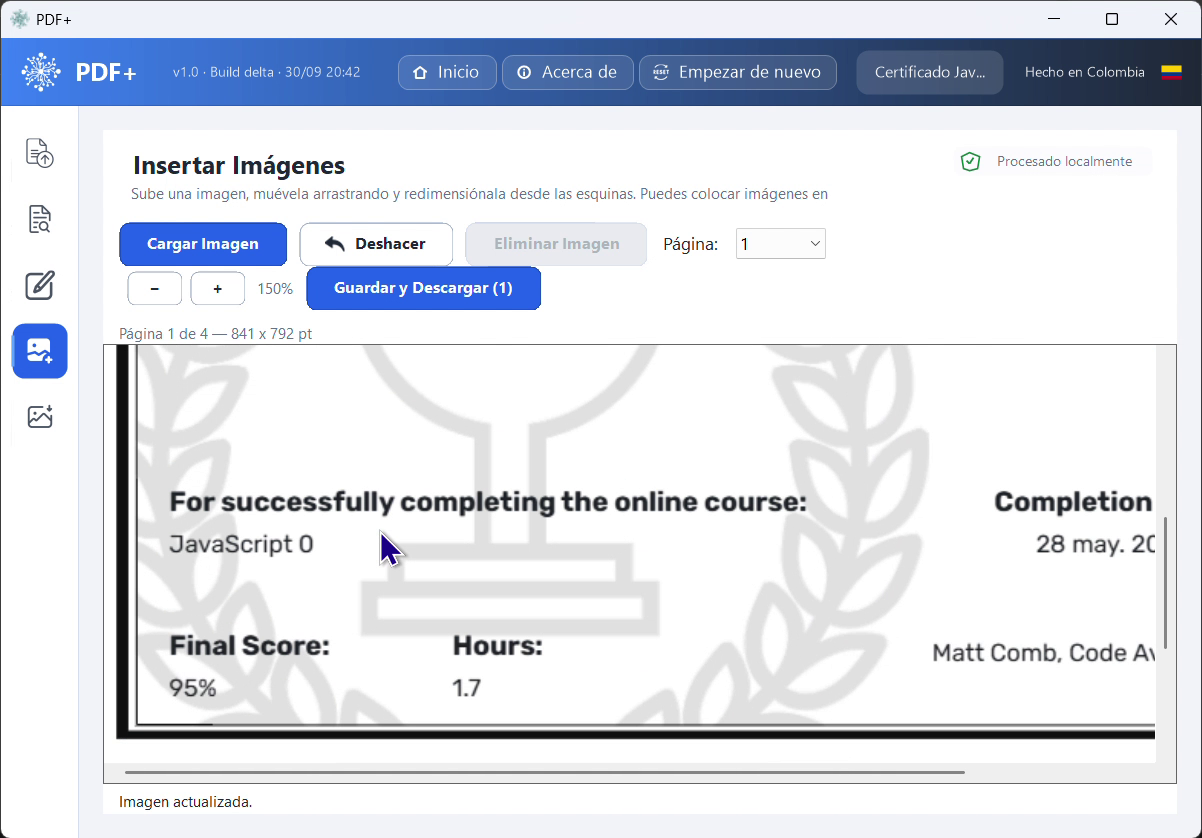 PDF+
PDF+
v1.0 · Build delta · 30/09 20:42
Inicio
Acerca de
RESET
Empezar de nuevo
Certificado Jav...
Hecho en Colombia
Insertar Imágenes
Procesado localmente
Sube una imagen, muévela arrastrando y redimensiónala desde las esquinas. Puedes colocar imágenes en
Cargar Imagen
Deshacer
Eliminar Imagen
Página:
1
−
+
150%
Guardar y Descargar (1)
Página 1 de 4 — 841 x 792 pt
For successfully completing the online course:
Completion
JavaScript 0
28 may. 20
Final Score:
Hours:
Matt Comb, Code Av
95%
1.7
Imagen actualizada.